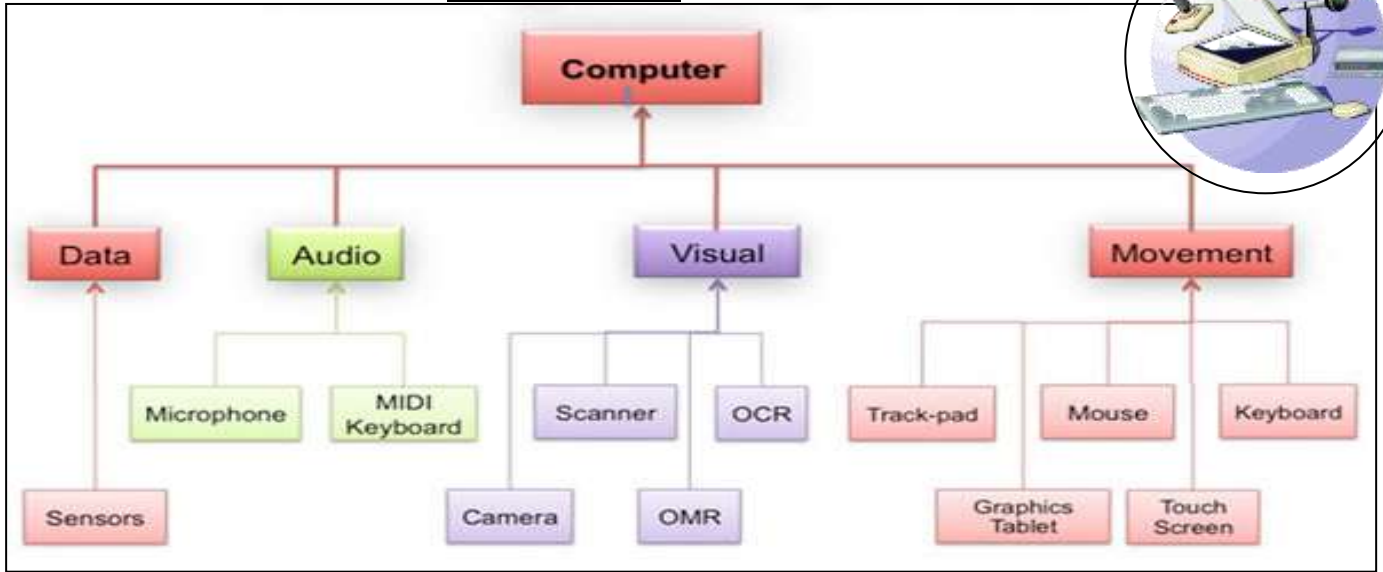 Computer
Data
Audio
Visual
Movement
Microphone
MIDI
Keyboard
Scanner
OCR
Track-pad
Mouse
Keyboard
Sensors
Camera
OMR
Graphics
Tablet
Touch
Screen